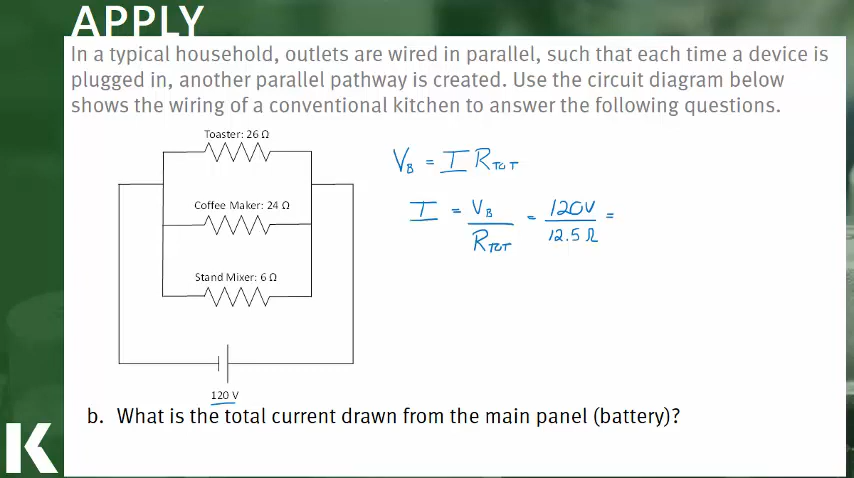 APPLY
In a typical household, outlets are wired in parallel, such that each time a device is
plugged in, another parallel pathway is created. Use the circuit diagram below
shows the wiring of a conventional kitchen to answer the following questions.
Toaster: 26 Ω
Coffee Maker: 24 Ω
Stand Mixer: 6 Ω
120 V
V_B = I R_TOT
I = V_B / R_TOT = 120V / 12.5 Ω =
b. What is the total current drawn from the main panel (battery)?
K